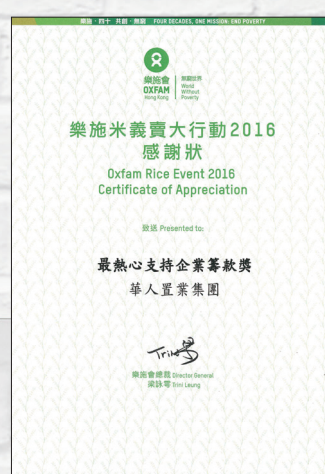 樂施·四十 共創·無窮 FOUR DECADES, ONE MISSION: END POVERTY
樂施會
OXFAM
Hong Kong
無窮世界
World
Without
Poverty
樂施米義賣大行動2016
感謝狀
Oxfam Rice Event 2016
Certificate of Appreciation
致送 Presented to:
最熱心支持企業籌款獎
華人置業集團
Trini
樂施會總裁 Director General
梁詠雩 Trini Leung